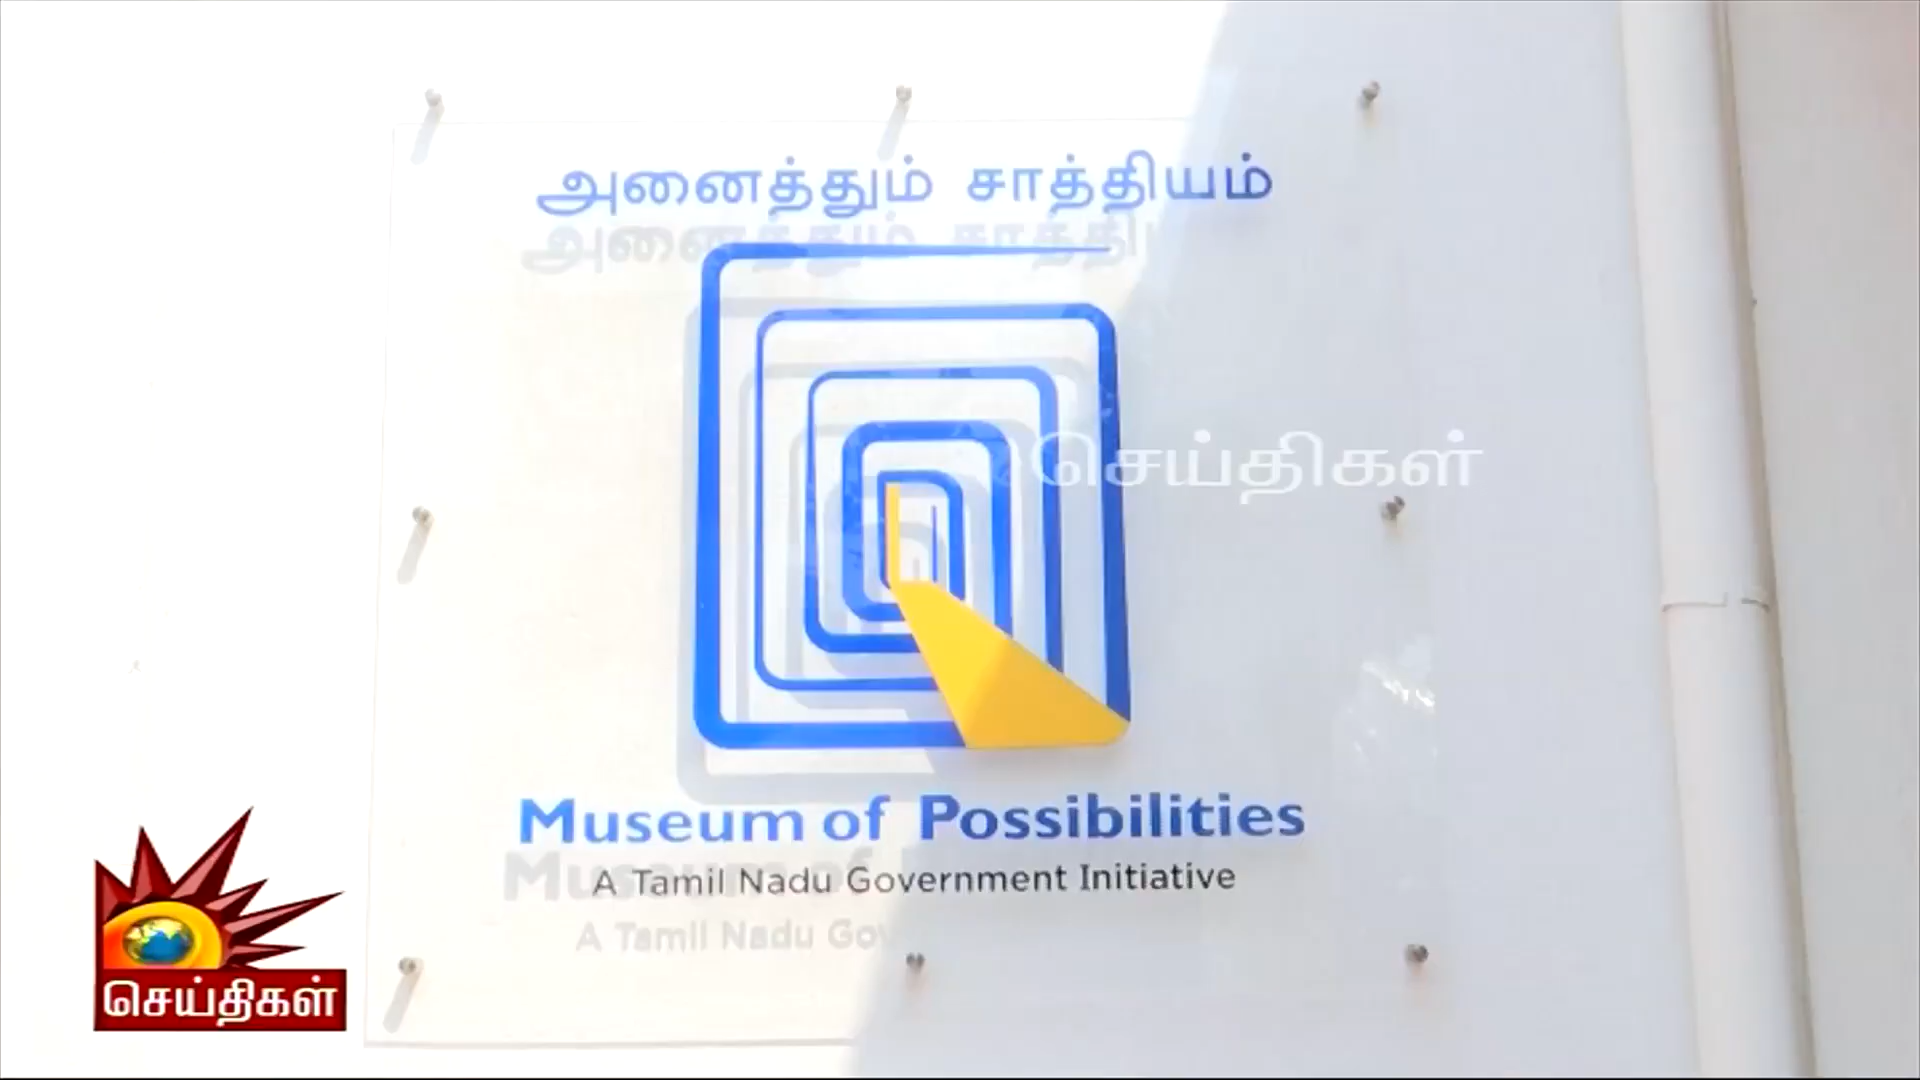 அனைத்தும் சாத்தியம்
செய்திகள்
Museum of Possibilities
A Tamil Nadu Government Initiative
செய்திகள்